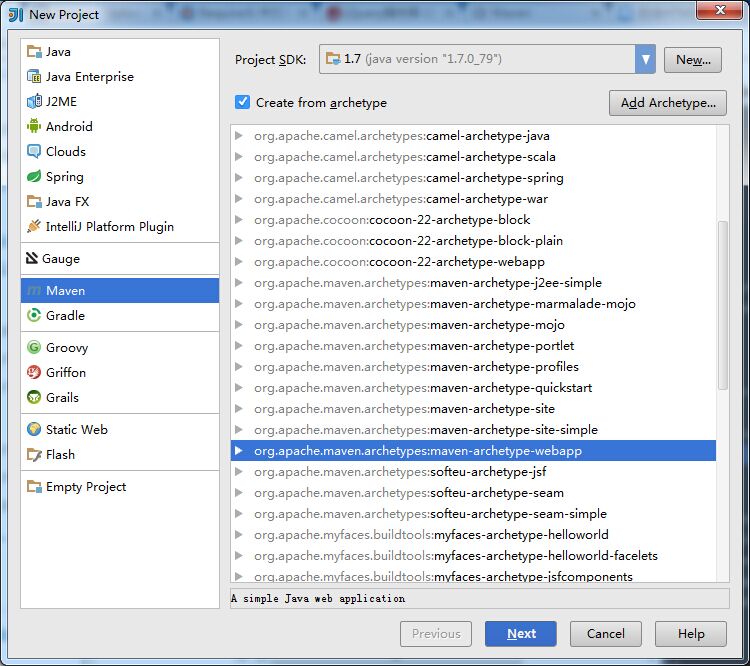 New Project
Java
Java Enterprise
J2ME
Android
Clouds
Spring
Java FX
IntelliJ Platform Plugin
Gauge
Maven
Gradle
Groovy
Griffon
Grails
Static Web
Flash
Empty Project
Project SDK: 1.7 (java version "1.7.0_79") New...
Create from archetype Add Archetype...
org.apache.camel.archetypes:camel-archetype-java
org.apache.camel.archetypes:camel-archetype-scala
org.apache.camel.archetypes:camel-archetype-spring
org.apache.camel.archetypes:camel-archetype-war
org.apache.cocoon:cocoon-22-archetype-block
org.apache.cocoon:cocoon-22-archetype-block-plain
org.apache.cocoon:cocoon-22-archetype-webapp
org.apache.maven.archetypes:maven-archetype-j2ee-simple
org.apache.maven.archetypes:maven-archetype-marmalade-mojo
org.apache.maven.archetypes:maven-archetype-mojo
org.apache.maven.archetypes:maven-archetype-portlet
org.apache.maven.archetypes:maven-archetype-profiles
org.apache.maven.archetypes:maven-archetype-quickstart
org.apache.maven.archetypes:maven-archetype-site
org.apache.maven.archetypes:maven-archetype-site-simple
org.apache.maven.archetypes:maven-archetype-webapp
org.apache.maven.archetypes:softeu-archetype-jsf
org.apache.maven.archetypes:softeu-archetype-seam
org.apache.maven.archetypes:softeu-archetype-seam-simple
org.apache.myfaces.buildtools:myfaces-archetype-helloworld
org.apache.myfaces.buildtools:myfaces-archetype-helloworld-facelets
org.apache.myfaces.buildtools:myfaces-archetype-jsfcomponents
A simple Java web application
Previous Next Cancel Help